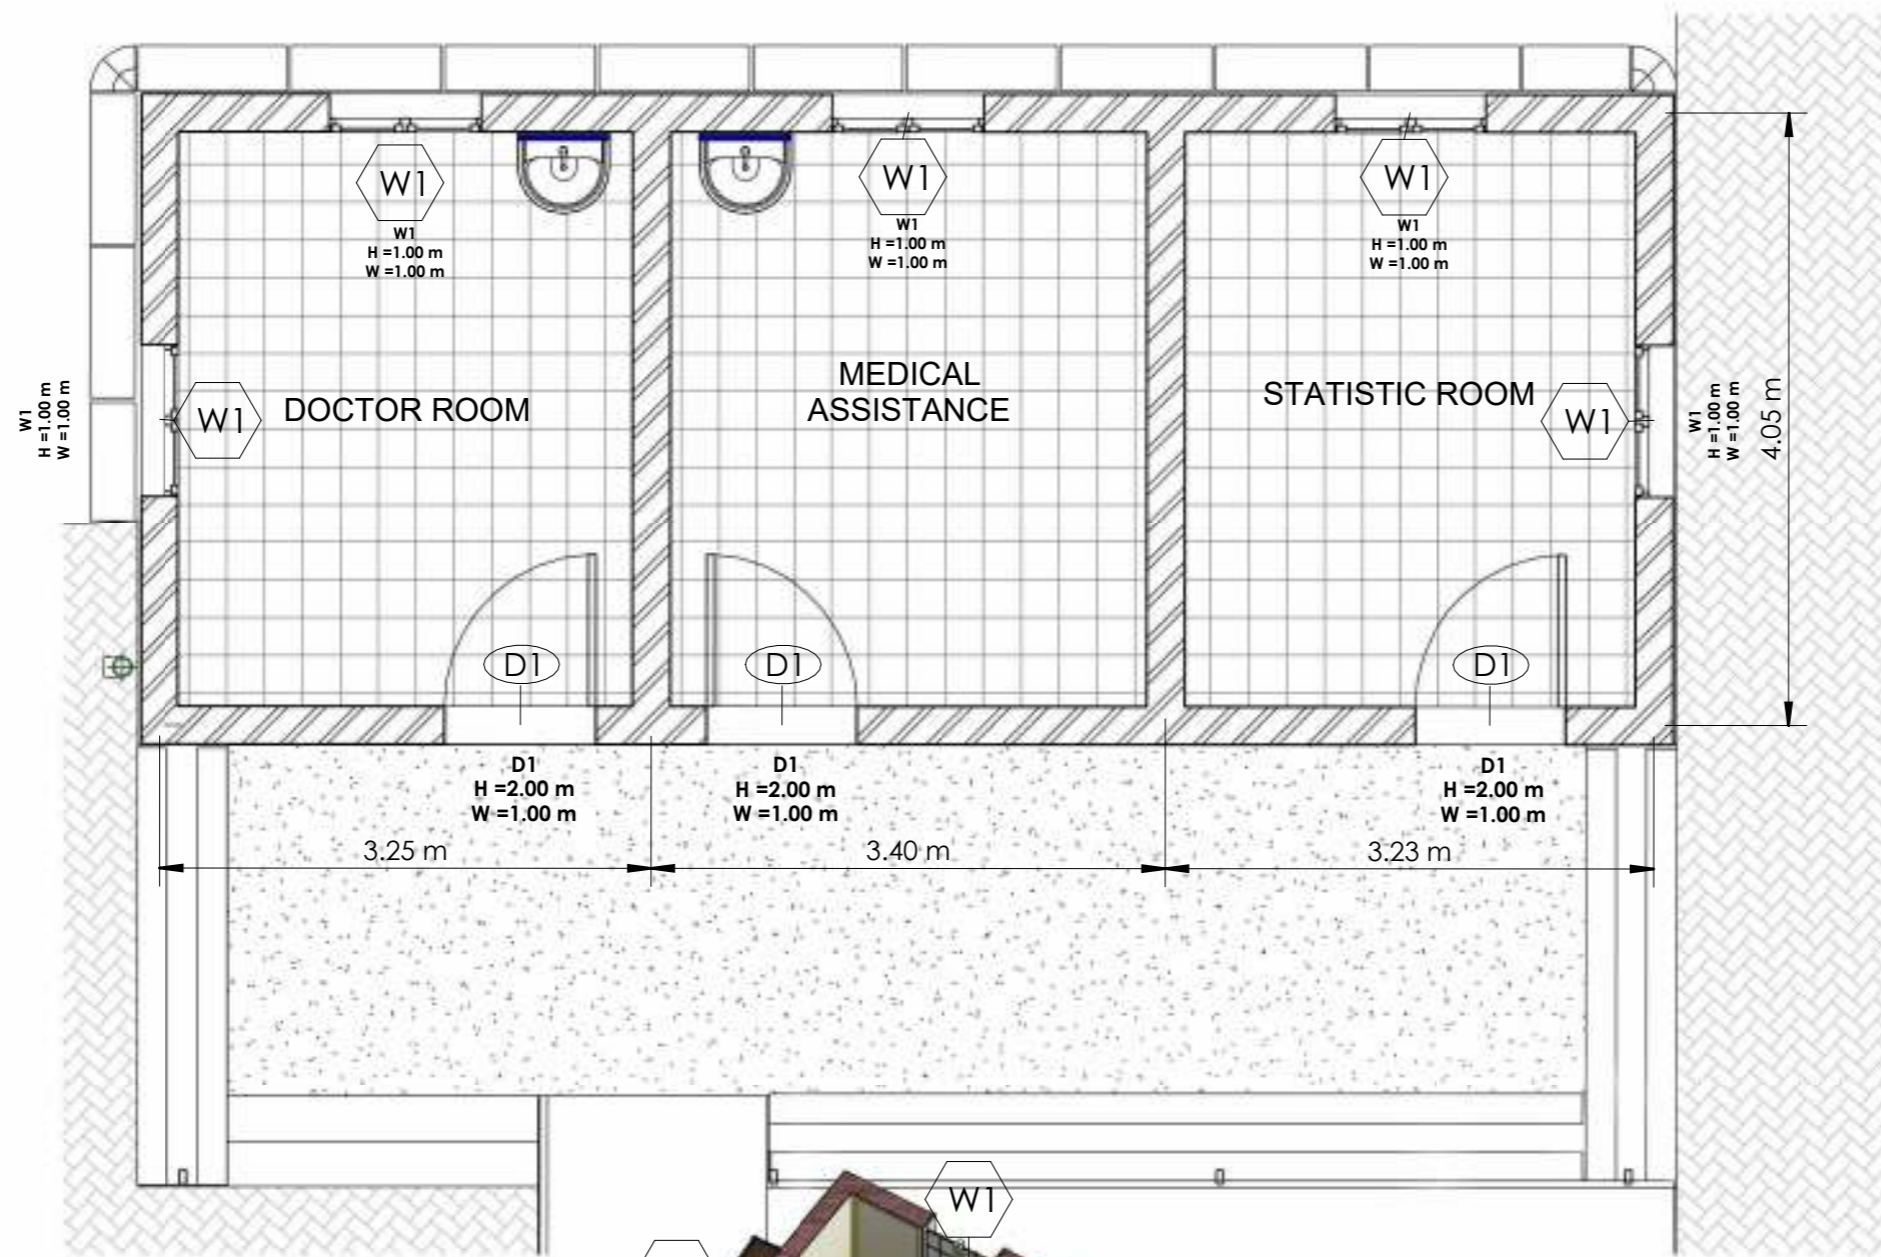 W1
W1
H =1.00 m
W =1.00 m
W1
W1
H =1.00 m
W =1.00 m
W1
W1
H =1.00 m
W =1.00 m
W1
H =1.00 m
W =1.00 m
W1
DOCTOR ROOM
MEDICAL
ASSISTANCE
STATISTIC ROOM
W1
W1
H =1.00 m
W =1.00 m
4.05 m
D1
D1
D1
D1
H =2.00 m
W =1.00 m
D1
H =2.00 m
W =1.00 m
D1
H =2.00 m
W =1.00 m
3.25 m
3.40 m
3.23 m
W1